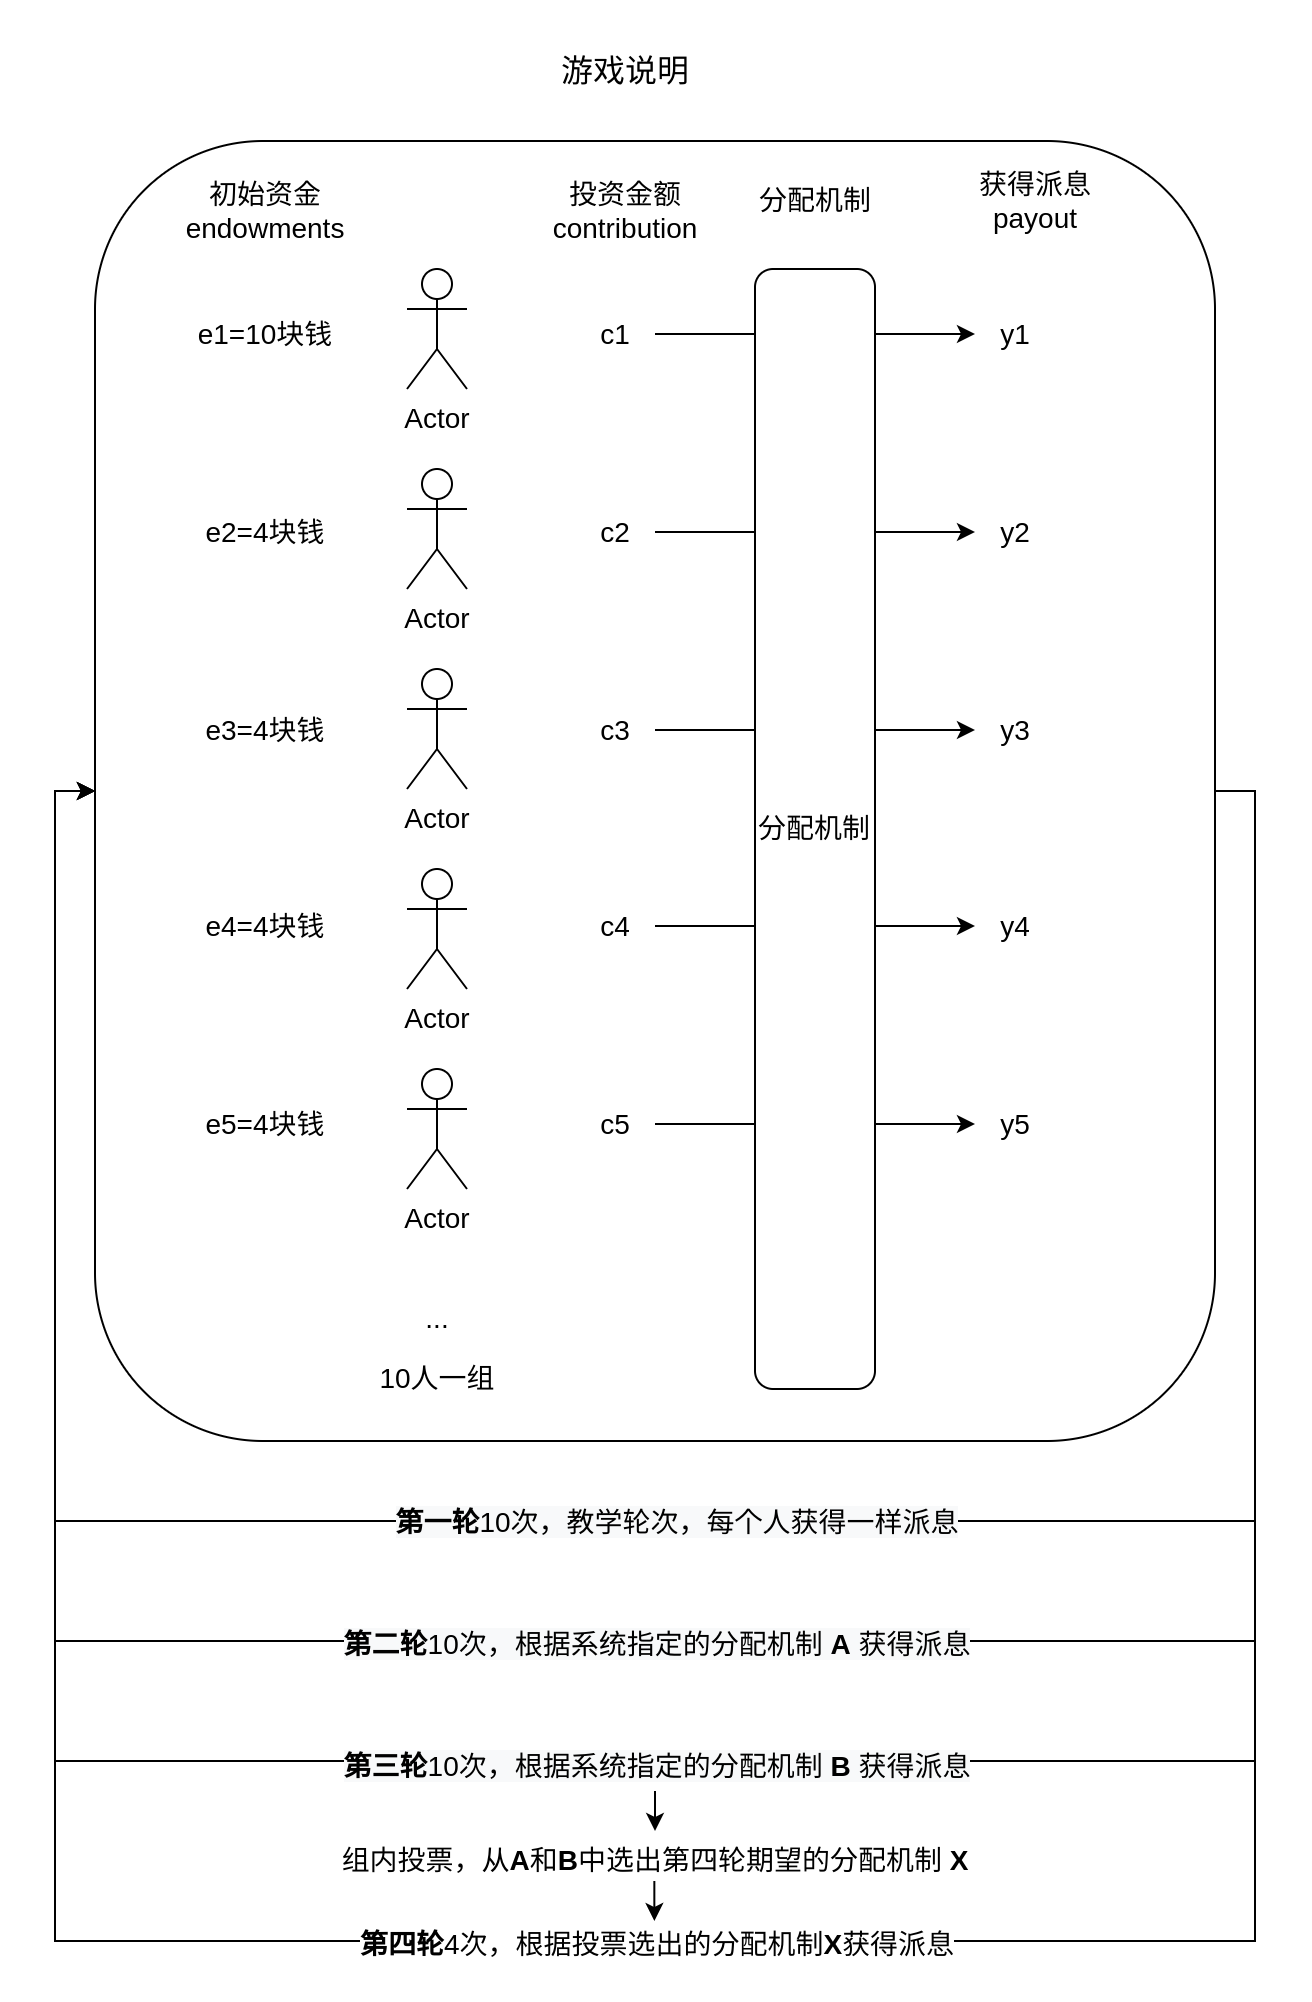 游戏说明
初始资金
endowments
投资金额
contribution
分配机制
获得派息
payout
e1=10块钱
Actor
c1
y1
e2=4块钱
Actor
c2
y2
e3=4块钱
Actor
c3
y3
分配机制
e4=4块钱
Actor
c4
y4
e5=4块钱
Actor
c5
y5
...
10人一组
第一轮10次，教学轮次，每个人获得一样派息
第二轮10次，根据系统指定的分配机制 A 获得派息
第三轮10次，根据系统指定的分配机制 B 获得派息
组内投票，从A和B中选出第四轮期望的分配机制 X
第四轮4次，根据投票选出的分配机制X获得派息